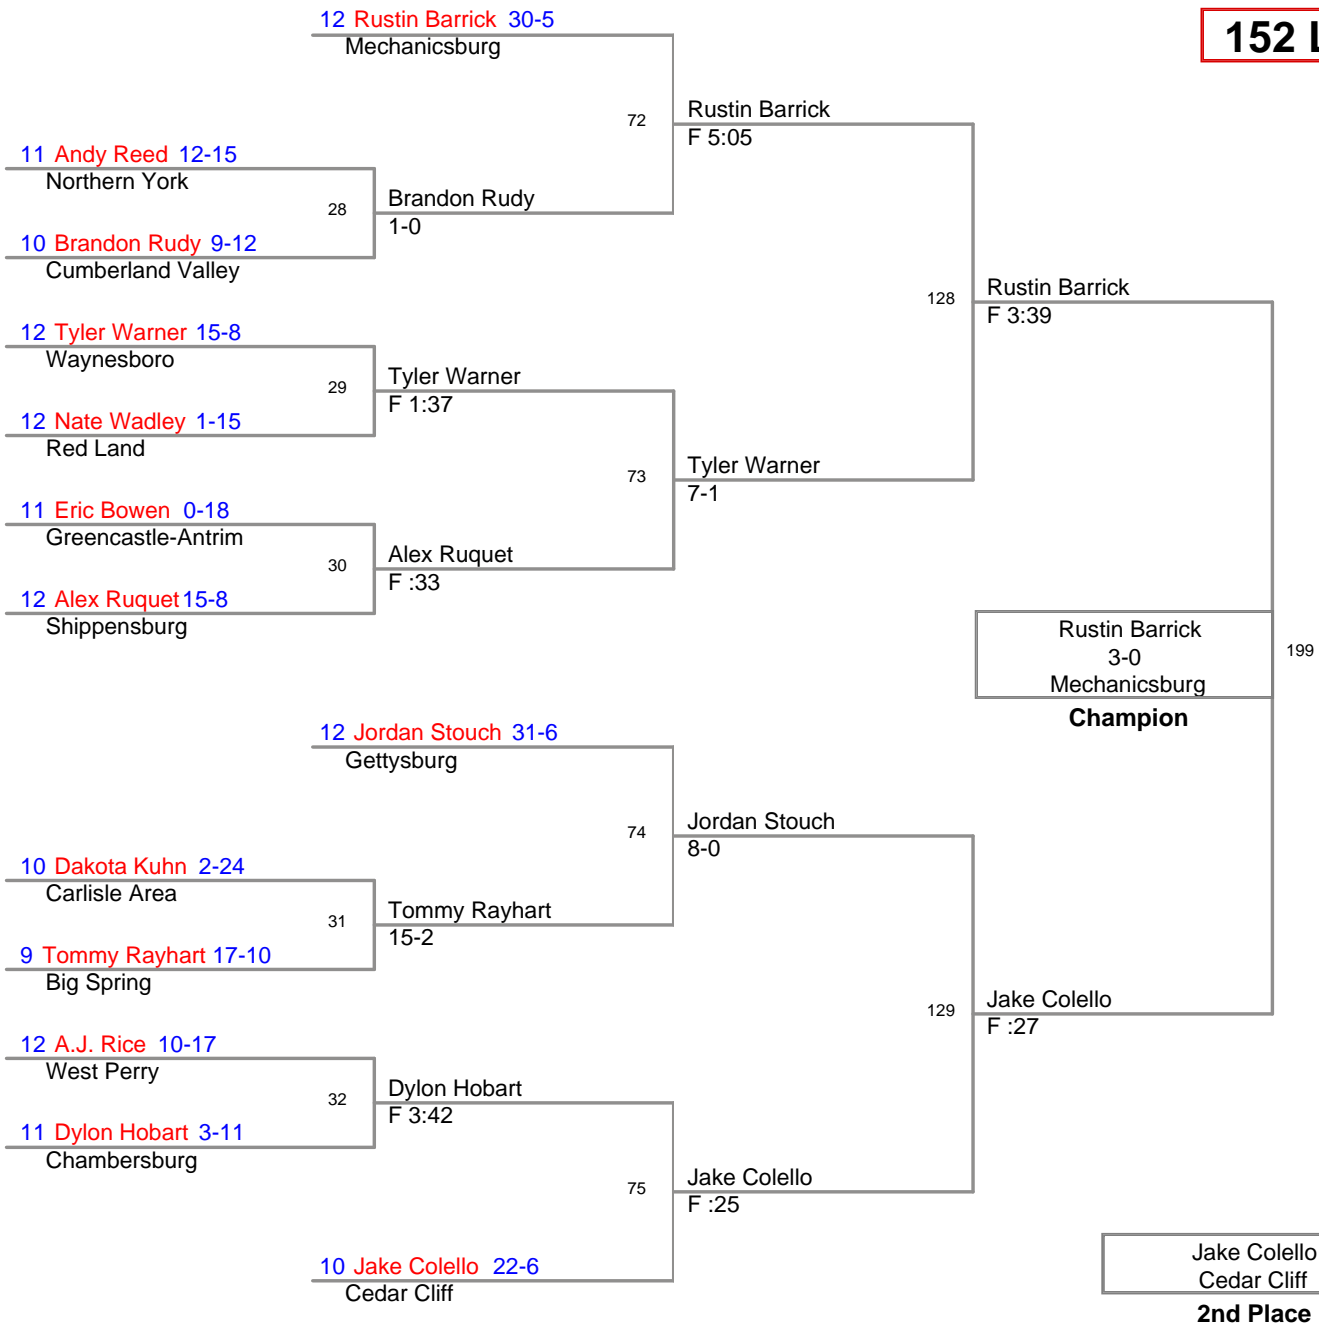 12 Rustin Barrick 30-5
Mechanicsburg
152 L
72
Rustin Barrick
F 5:05
11 Andy Reed 12-15
Northern York
28
Brandon Rudy
1-0
10 Brandon Rudy 9-12
Cumberland Valley
128
Rustin Barrick
F 3:39
12 Tyler Warner 15-8
Waynesboro
29
Tyler Warner
F 1:37
12 Nate Wadley 1-15
Red Land
73
Tyler Warner
7-1
11 Eric Bowen 0-18
Greencastle-Antrim
30
Alex Ruquet
F :33
12 Alex Ruquet 15-8
Shippensburg
Rustin Barrick
3-0
Mechanicsburg
199
Champion
12 Jordan Stouch 31-6
Gettysburg
74
Jordan Stouch
8-0
10 Dakota Kuhn 2-24
Carlisle Area
31
Tommy Rayhart
15-2
9 Tommy Rayhart 17-10
Big Spring
129
Jake Colello
F :27
12 A.J. Rice 10-17
West Perry
32
Dylon Hobart
F 3:42
11 Dylon Hobart 3-11
Chambersburg
75
Jake Colello
F :25
10 Jake Colello 22-6
Cedar Cliff
Jake Colello
Cedar Cliff
2nd Place